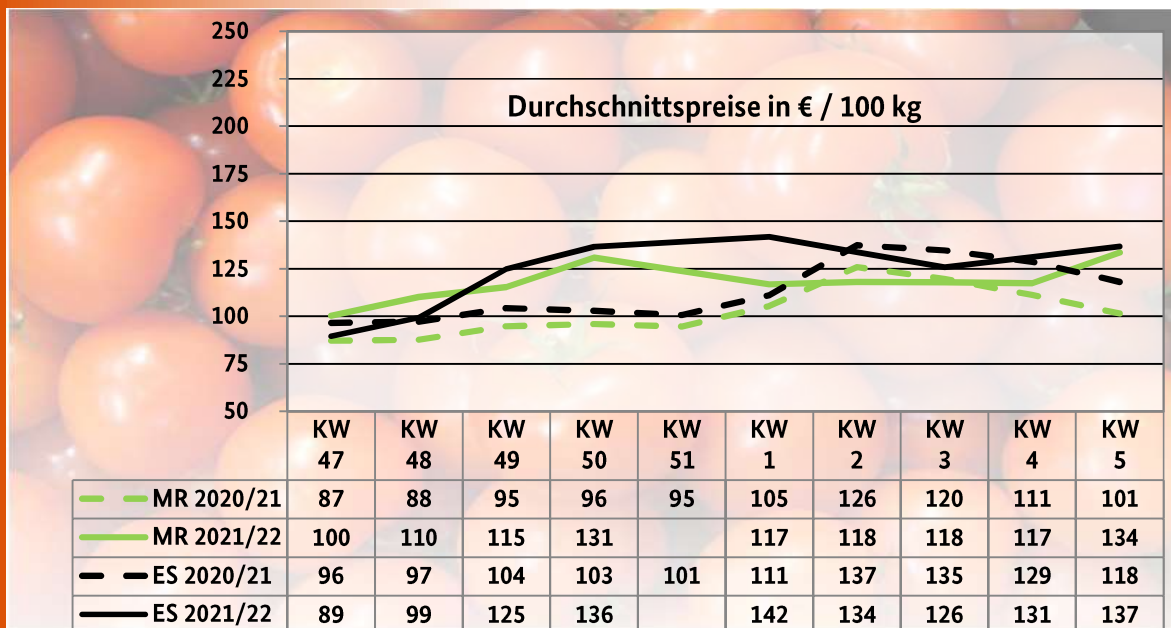 Durchschnittspreise in € / 100 kg
250
225
200
175
150
125
100
75
50
KW 47 KW 48 KW 49 KW 50 KW 51 KW 1 KW 2 KW 3 KW 4 KW 5
MR 2020/21 87 88 95 96 95 105 126 120 111 101
MR 2021/22 100 110 115 131 117 118 118 117 134
ES 2020/21 96 97 104 103 101 111 137 135 129 118
ES 2021/22 89 99 125 136 142 134 126 131 137